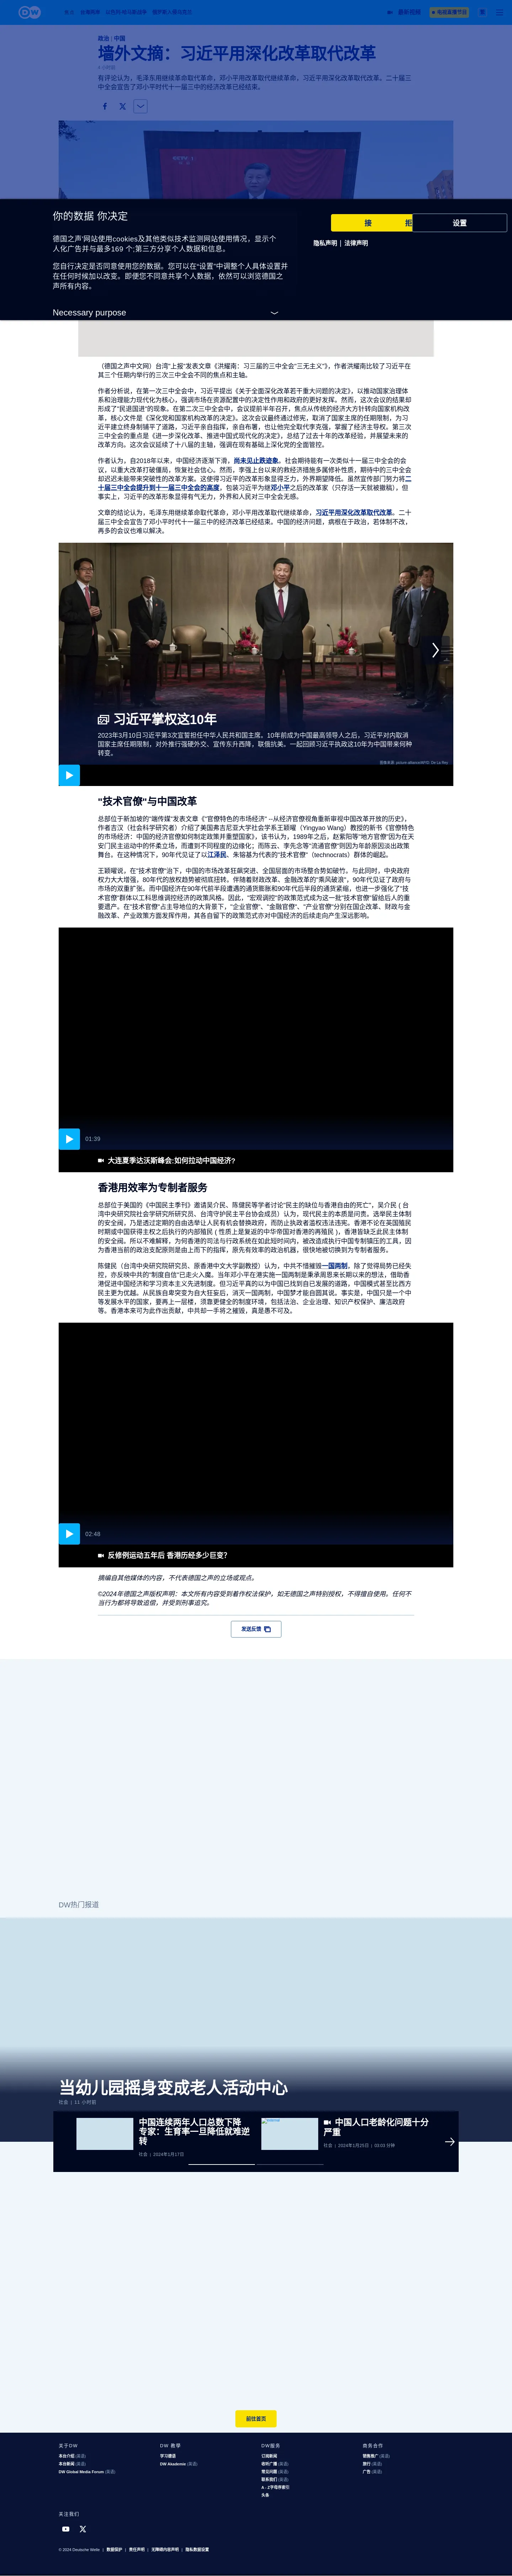 政治 | 中国
墙外文摘：习近平用深化改革取代改革
有评论认为，毛泽东用继续革命取代革命，邓小平用改革取代继续革命，习近平用深化改革取代改革。二十届三
中全会宣告了邓小平时代十一届三中的经济改革已经结束。
你的数据 你决定
德国之声'网站使用cookies及其他类似技术监测网站使用情况，显示个
人化广告并与最多169 个;第三方分享个人数据和信息。
您自行决定是否同意使用您的数据。您可以在"设置"中调整个人具体设置并
在任何时候加以改变。即便您不同意共享个人数据，依然可以浏览德国之
声所有内容。
Necessary purpose
接
拒
设置
隐私声明 | 法律声明
（德国之声中文网）台湾"上报"发表文章《洪耀南：习三届的三中全会"三无主义"》，作者洪耀南比较了习近平在
其三个任期内举行的三次三中全会不同的焦点和主轴。
作者分析说，在第一次三中全会中，习近平提出《关于全面深化改革若干重大问题的决定》，以推动国家治理体
系和治理能力现代化为核心，强调市场在资源配置中的决定性作用和政府的更好发挥。然而，这次会议的结果却
形成了"民退国进"的现象。在第二次三中全会中，会议提前半年召开，焦点从传统的经济大方针转向国家机构改
革，核心文件是《深化党和国家机构改革的决定》，这次会议最终通过修宪，取消了国家主席的任期限制，为习
近平建立终身制铺平了道路，习近平亲自指挥，亲自布署，也让他完全取代李克强，掌握了经济主导权。第三次
三中全会的重点是《进一步深化改革、推进中国式现代化的决定》，总结了过去十年的改革经验，并展望未来的
改革方向。这次会议延续了十八届的主轴，强调在现有基础上深化党的全面管控。
作者认为，自2018年以来，中国经济逐渐下滑，尚未见止跌迹象。社会期待能有一次类似十一届三中全会的会
议，以重大改革打破僵局，恢复社会信心。然而，李强上台以来的救经济措施多属修补性质，期待中的三中全会
却迟迟未能带来突破性的改革方案。这使得习近平的改革形象显得乏力，外界期望降低。虽然宣传部门努力将二
十届三中全会提升到十一届三中全会的高度，包装习近平为继邓小平之后的改革家（只存活一天就被撤稿），但
事实上，习近平的改革形象显得有气无力，外界和人民对三中全会无感。
文章的结论认为，毛泽东用继续革命取代革命，邓小平用改革取代继续革命，习近平用深化改革取代改革。二十
届三中全会宣告了邓小平时代十一届三中的经济改革已经结束。中国的经济问题，病根在于政治，若体制不改，
再多的会议也难以解决。
习近平掌权这10年
2023年3月10日习近平第3次宣誓担任中华人民共和国主席。10年前成为中国最高领导人之后，习近平对内取消
国家主席任期限制，对外推行强硬外交、宣传东升西降，联俄抗美。一起回顾习近平执政这10年为中国带来何种
转变。
"技术官僚"与中国改革
总部位于新加坡的"端传媒"发表文章《"官僚特色的市场经济" --从经济官僚视角重新审视中国改革开放的历史》，
作者吉汉（社会科学研究者）介绍了美国弗吉尼亚大学社会学系王颖曜（Yingyao Wang）教授的新书《官僚特色
的市场经济：中国的经济官僚如何制定政策并重塑国家》，该书认为，1989年之后，赵紫阳等"地方官僚"因为在天
安门民主运动中的怀柔立场，而遭到不同程度的边缘化；而陈云、李先念等"流通官僚"则因为年龄原因淡出政策
舞台。在这种情况下，90年代见证了以江泽民、朱镕基为代表的"技术官僚"（technocrats）群体的崛起。
王颖曜说，在"技术官僚"治下，中国的市场改革狂飙突进、全国层面的市场整合势如破竹。与此同时，中央政府
权力大大增强，80年代的放权趋势被彻底扭转。伴随着财政改革、金融改革的"乘风破浪"，90年代见证了政府与
市场的双重扩张。而中国经济在90年代前半段遭遇的通货膨胀和90年代后半段的通货紧缩，也进一步强化了"技
术官僚"群体以工科思维调控经济的政策风格。因此，"宏观调控"的政策范式成为这一批"技术官僚"留给后人的重
要遗产。在"技术官僚"占主导地位的大背景下，"企业官僚"、"金融官僚"、"产业官僚"分别在国企改革、财政与金
融改革、产业政策方面发挥作用，其各自留下的政策范式亦对中国经济的后续走向产生深远影响。
01:39
大连夏季达沃斯峰会:如何拉动中国经济?
香港用效率为专制者服务
总部位于美国的《中国民主季刊》邀请吴介民、陈健民等学者讨论"民主的缺位与香港自由的死亡"，吴介民 ( 台
湾中央研究院社会学研究所研究员、台湾研究民主平台协会成员）认为，现代民主的本质是问责。选举民主体制
的安全阀，乃是透过定期的自由选举让人民有机会替换政府，而防止执政者滥权违法违宪。香港不论在英国殖民
时期或中国获得主权之后执行的内部殖民 ( 性质上是复返的中华帝国对香港的再殖民 ) ，香港皆缺乏此民主体制
的安全阀。所以不难解释，何等香港的司法与行政系统在如此短时间内，被改造成执行中国专制镇压的工具，因
为香港当前的政治支配原则是由上而下的指挥，原先有效率的政治机器，很快地被切换到为专制者服务。
陈健民（台湾中央研究院研究员、原香港中文大学副教授）认为，中共不惜摧毁一国两制，除了觉得局势已经失
控，亦反映中共的"制度自信"已走火入魔。当年邓小平在港实施一国两制是秉承周恩来长期以来的想法，借助香
港促进中国经济和学习资本主义先进制度。但习近平真的以为中国已找到自己发展的道路，中国模式甚至比西方
民主更为优越。从民族自卑突变为自大狂妄后，消灭一国两制，中国梦才能自圆其说。事实是，中国只是一个中
等发展水平的国家，要再上一层楼，须靠更健全的制度环境，包括法治、企业治理、知识产权保护、廉洁政府
等。香港本来可为此作出贡献，中共却一手将之摧毁，真是愚不可及。
02:48
反修例运动五年后 香港历经多少巨变?
摘编自其他媒体的内容，不代表德国之声的立场或观点。
©2024年德国之声版权声明：本文所有内容受到著作权法保护，如无德国之声特别授权，不得擅自使用。任何不
当行为都将导致追偿，并受到刑事追究。
发送反馈
DW热门报道
当幼儿园摇身变成老人活动中心
社会 | 11 小时前
中国连续两年人口总数下降
专家：生育率一旦降低就难逆
转
社会 | 2024年1月17日
中国人口老龄化问题十分
严重
社会 | 2024年1月25日 | 03:03 分钟
前往首页
关于DW
本台介绍 (英语)
本台新闻 (英语)
DW Global Media Forum (英语)
DW 教学
学习德语
DW Akademie (英语)
DW服务
订阅新闻
收听广播 (英语)
常见问题 (英语)
联系我们 (英语)
A - Z字母序索引
头条
商务合作
销售推广 (英语)
旅行 (英语)
广告 (英语)
关注我们
© 2024 Deutsche Welle | 数据保护 | 责任声明 | 无障碍内容声明 | 隐私数据设置